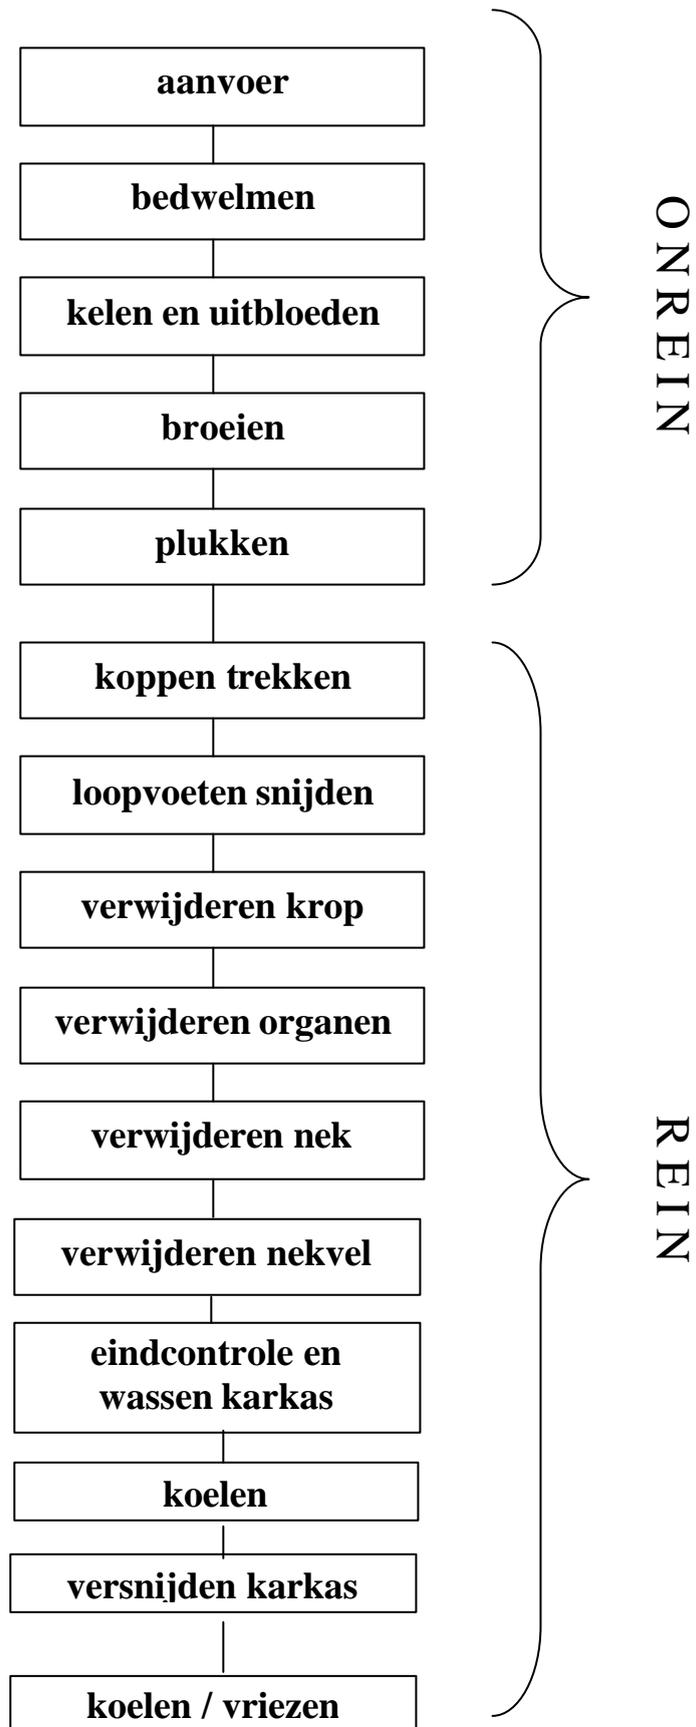 aanvoer
bedwelmen
kelen en uitbloeden
broeien
plukken
ONREIN
koppen trekken
loopvoeten snijden
verwijderen krop
verwijderen organen
verwijderen nek
verwijderen nekvel
eindcontrole en
wassen karkas
koelen
versnijden karkas
koelen / vriezen
REIN